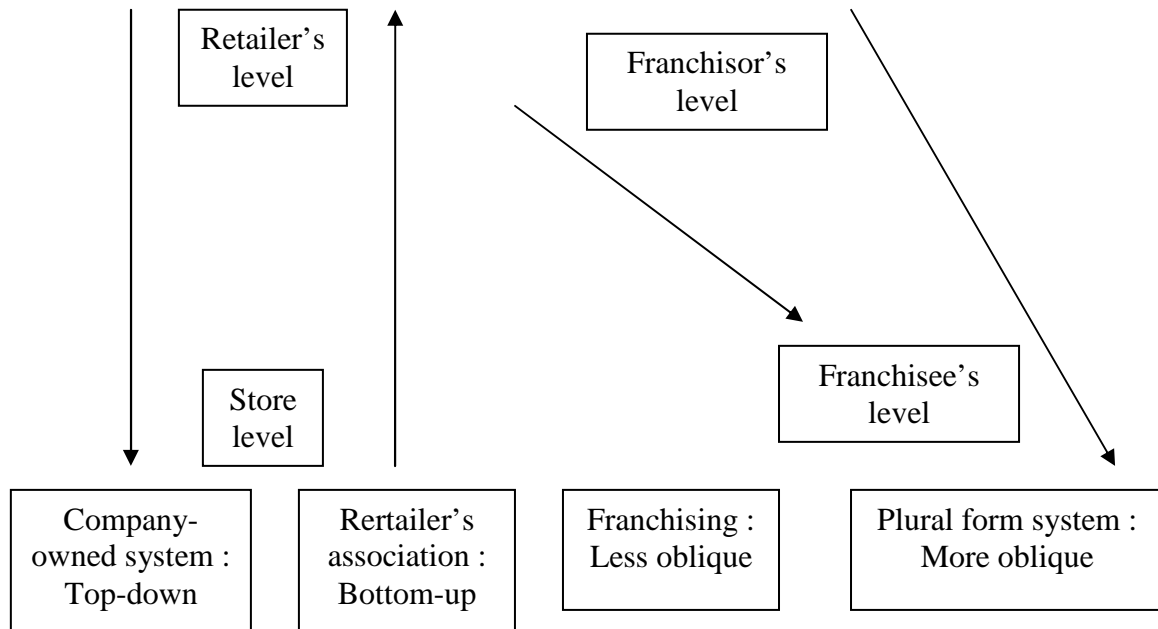 Retailer’s
level
Franchisor’s
level
Store
level
Franchisee’s
level
Company-
owned system :
Top-down
Rertailer’s
association :
Bottom-up
Franchising :
Less oblique
Plural form system :
More oblique